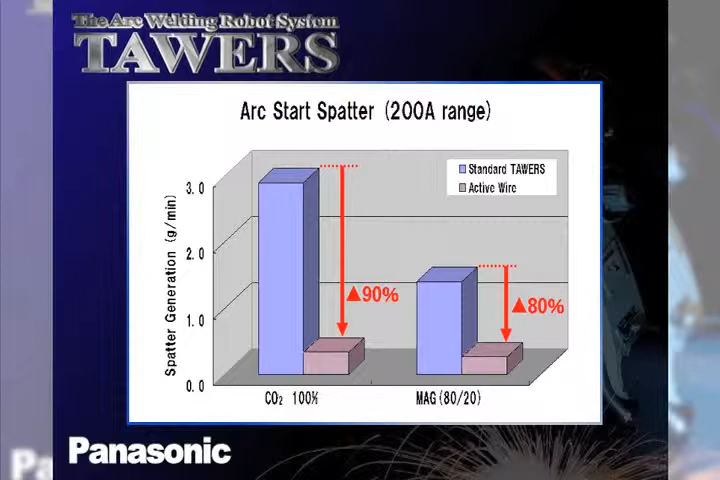 The Arc Welding Robot System
TAWERS
Arc Start Spatter (200A range)
Standard TAWERS
Active Wire
Spatter Generation (g/min)
3.0
2.0
1.0
0.0
▲90%
▲80%
CO₂ 100%
MAG(80/20)
Panasonic
Pa